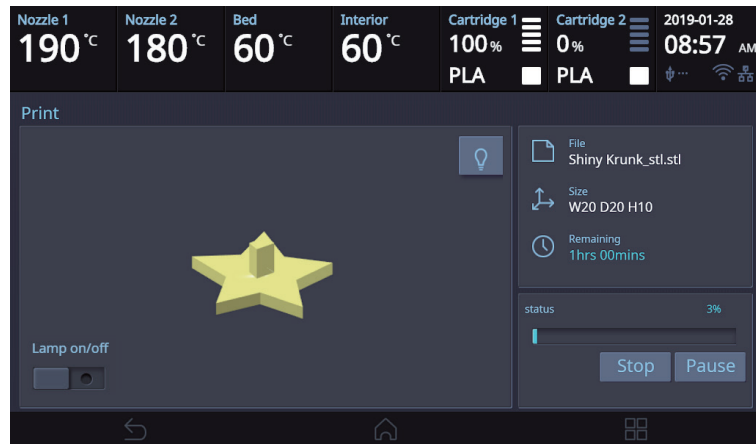 Nozzle 1
190 °C
Nozzle 2
180 °C
Bed
60 °C
Interior
60 °C
Cartridge 1
100 %
PLA
Cartridge 2
0 %
PLA
2019-01-28
08:57 AM
Print
Lamp on/off
File
Shiny Krunk_stl.stl
Size
W20 D20 H10
Remaining
1hrs 00mins
status 3%
Stop Pause